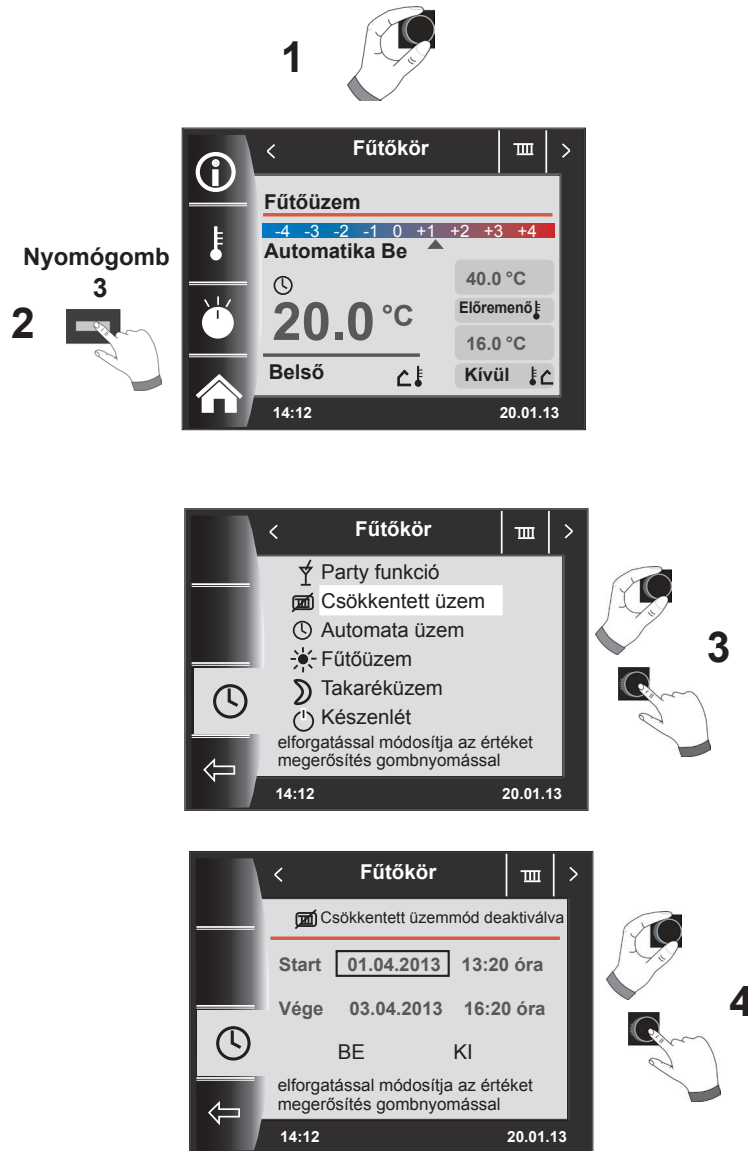 1
Fűtőkör
Fűtőüzem
-4 -3 -2 -1 0 +1 +2 +3 +4
Automatika Be
Nyomógomb
3
2
40.0 °C
20.0 °C
Előremenő
16.0 °C
Belső
Kívül
14:12
20.01.13
Fűtőkör
Party funkció
Csökkentett üzem
Automata üzem
Fűtőüzem
Takaréküzem
Készenlét
elforgatással módosítja az értéket
megerősítés gombnyomással
14:12
20.01.13
3
Fűtőkör
Csökkentett üzemmód deaktiválva
Start 01.04.2013 13:20 óra
Vége 03.04.2013 16:20 óra
BE KI
elforgatással módosítja az értéket
megerősítés gombnyomással
14:12
20.01.13
4